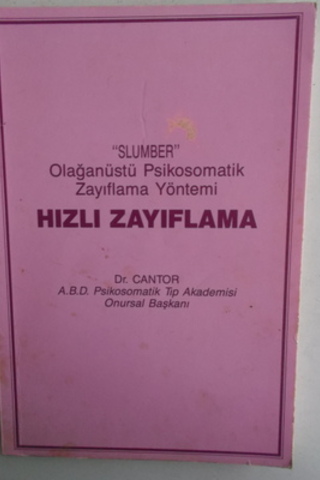 "SLUMBER"
Olağanüstü Psikosomatik
Zayıflama Yöntemi
HIZLI ZAYIFLAMA
Dr. CANTOR
A.B.D. Psikosomatik Tıp Akademisi
Onursal Başkanı